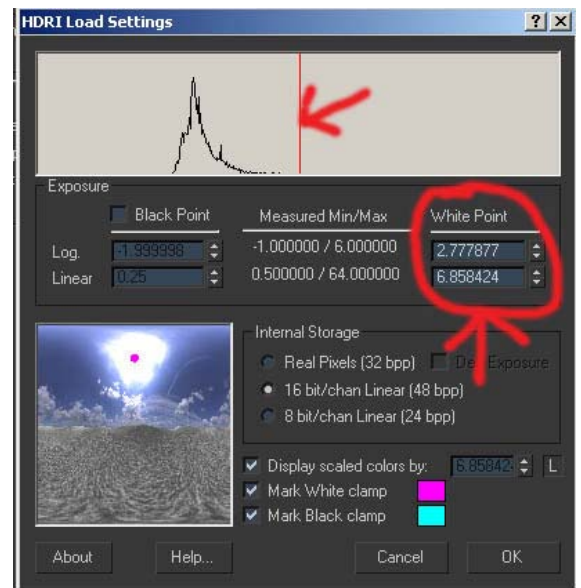 HDRI Load Settings
Exposure
Black Point Measured Min/Max White Point
Log. -1.999998 -1.000000 / 6.000000 2.777877
Linear 0.25 0.500000 / 64.000000 6.858424
Internal Storage
Real Pixels (32 bpp) Exposure
16 bit/chan Linear (48 bpp)
8 bit/chan Linear (24 bpp)
Display scaled colors by: 6.85842 L
Mark White clamp
Mark Black clamp
About Help... Cancel OK